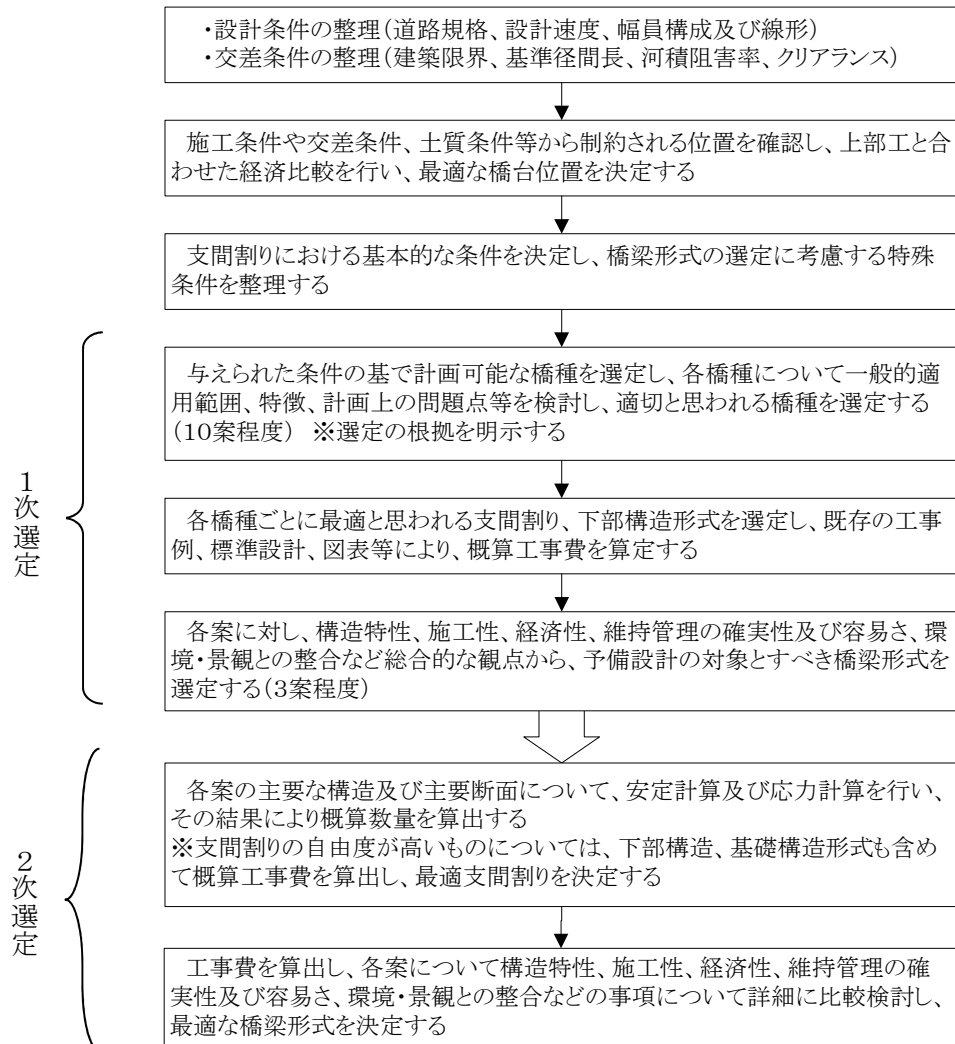 ・設計条件の整理(道路規格、設計速度、幅員構成及び線形)
・交差条件の整理(建築限界、基準径間長、河積阻害率、クリアランス)
施工条件や交差条件、土質条件等から制約される位置を確認し、上部工と合
わせた経済比較を行い、最適な橋台位置を決定する
支間割りにおける基本的な条件を決定し、橋梁形式の選定に考慮する特殊
条件を整理する
1次選定
与えられた条件の基で計画可能な橋種を選定し、各橋種について一般的適
用範囲、特徴、計画上の問題点等を検討し、適切と思われる橋種を選定する
(10案程度) ※選定の根拠を明示する
各橋種ごとに最適と思われる支間割り、下部構造形式を選定し、既存の工事
例、標準設計、図表等により、概算工事費を算定する
各案に対し、構造特性、施工性、経済性、維持管理の確実性及び容易さ、環
境・景観との整合など総合的な観点から、予備設計の対象とすべき橋梁形式を
選定する(3案程度)
2次選定
各案の主要な構造及び主要断面について、安定計算及び応力計算を行い、
その結果により概算数量を算出する
※支間割りの自由度が高いものについては、下部構造、基礎構造形式も含め
て概算工事費を算出し、最適支間割りを決定する
工事費を算出し、各案について構造特性、施工性、経済性、維持管理の確
実性及び容易さ、環境・景観との整合などの事項について詳細に比較検討し、
最適な橋梁形式を決定する